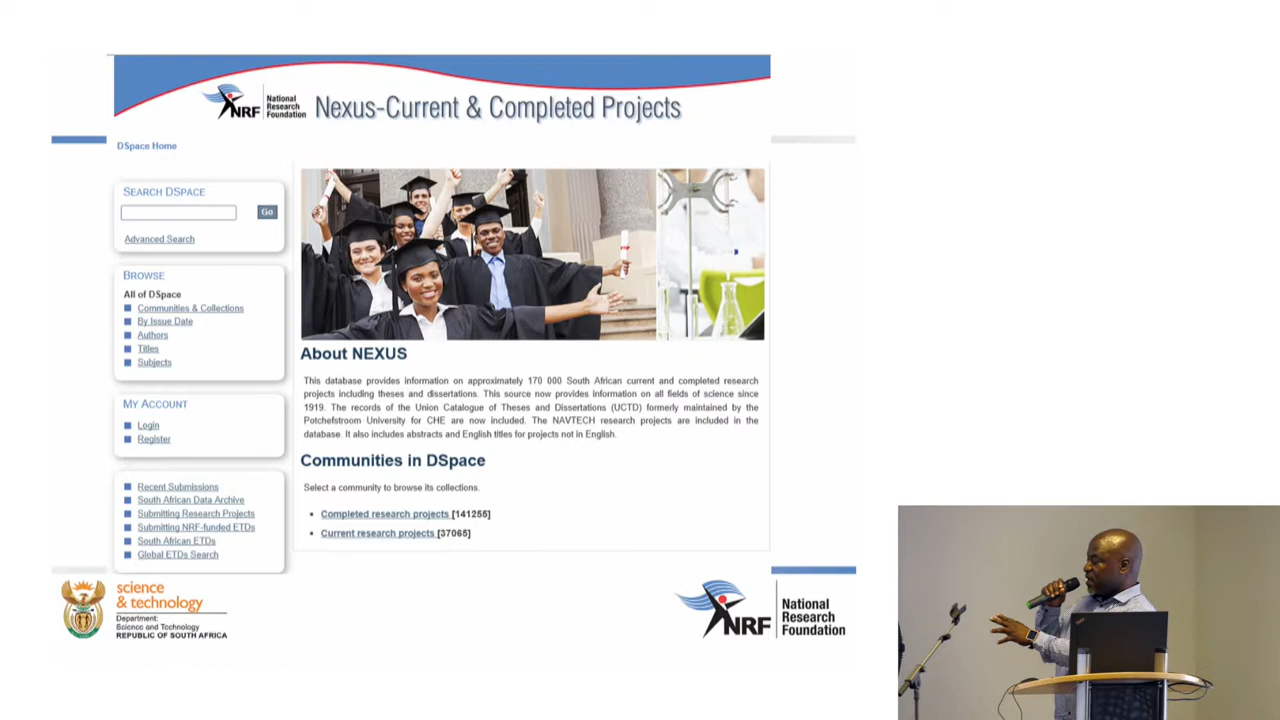 NRF
National
Research
Foundation
Nexus-Current & Completed Projects
DSpace Home
SEARCH DSPACE
Go
Advanced Search
BROWSE
All of DSpace
Communities & Collections
By Issue Date
Authors
Titles
Subjects
MY ACCOUNT
Login
Register
Recent Submissions
South African Data Archive
Submitting Research Projects
Submitting NRF-funded ETDs
South African ETDs
Global ETDs Search
About NEXUS
This database provides information on approximately 170 000 South African current and completed research
projects including theses and dissertations. This source now provides information on all fields of science since
1919. The records of the Union Catalogue of Theses and Dissertations (UCTD) formerly maintained by the
Potchefstroom University for CHE are now included. The NAVTECH research projects are included in the
database. It also includes abstracts and English titles for projects not in English.
Communities in DSpace
Select a community to browse its collections.
Completed research projects [141255]
Current research projects [37065]
science
& technology
Department:
Science and Technology
REPUBLIC OF SOUTH AFRICA
NRF
National
Research
Foundation